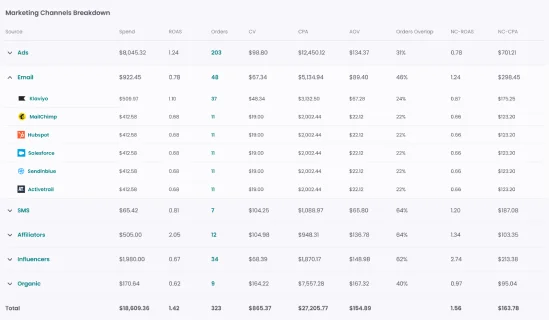 Marketing Channels Breakdown
Source Spend ROAS Orders CV CPA AOV Orders Overlap NC-ROAS NC-CPA
Ads $8,045.32 1.24 203 $98.80 $12,450.12 $134.37 31% 0.78 $701.21
Email $922.45 0.78 48 $67.34 $5,134.94 $89.40 46% 1.24 $298.45
Klaviyo $509.97 1.10 37 $48.34 $3,132.50 $67.28 24% 0.87 $175.25
MailChimp $412.58 0.68 11 $19.00 $2,002.44 $22.12 22% 0.68 $123.20
Hubspot $412.58 0.68 11 $19.00 $2,002.44 $22.12 22% 0.68 $123.20
Salesforce $412.58 0.68 11 $19.00 $2,002.44 $22.12 22% 0.68 $123.20
Sendinblue $412.58 0.68 11 $19.00 $2,002.44 $22.12 22% 0.68 $123.20
Activetrail $412.58 0.68 11 $19.00 $2,002.44 $22.12 22% 0.68 $123.20
SMS $65.42 0.81 7 $104.25 $1,088.97 $66.80 64% 1.20 $187.08
Affiliators $505.00 2.05 12 $104.98 $948.31 $136.78 64% 1.34 $103.35
Influencers $1,980.00 0.67 34 $68.39 $1,870.17 $148.98 62% 2.74 $213.38
Organic $170.64 0.62 9 $164.22 $7,557.28 $167.32 40% 0.97 $95.04
Total $18,609.36 1.42 323 $865.37 $27,205.77 $154.89 1.56 $163.78